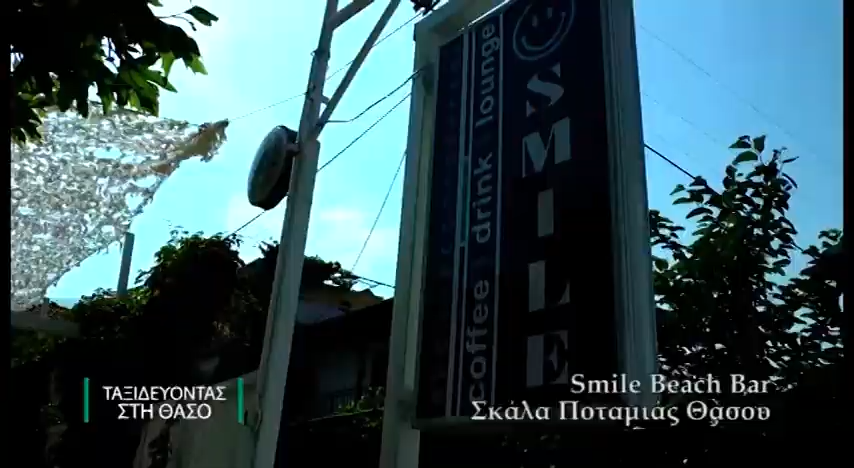 SMILE
coffee drink lounge
ΤΑΞΙΔΕΥΟΝΤΑΣ
ΣΤΗ ΘΑΣΟ
Smile Beach Bar
Σκάλα Ποταμιάς Θάσου